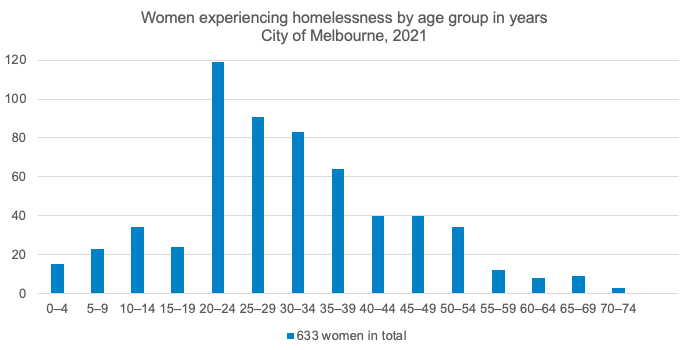 Women experiencing homelessness by age group in years
City of Melbourne, 2021
120
100
80
60
40
20
0
0–4 5–9 10–14 15–19 20–24 25–29 30–34 35–39 40–44 45–49 50–54 55–59 60–64 65–69 70–74
633 women in total